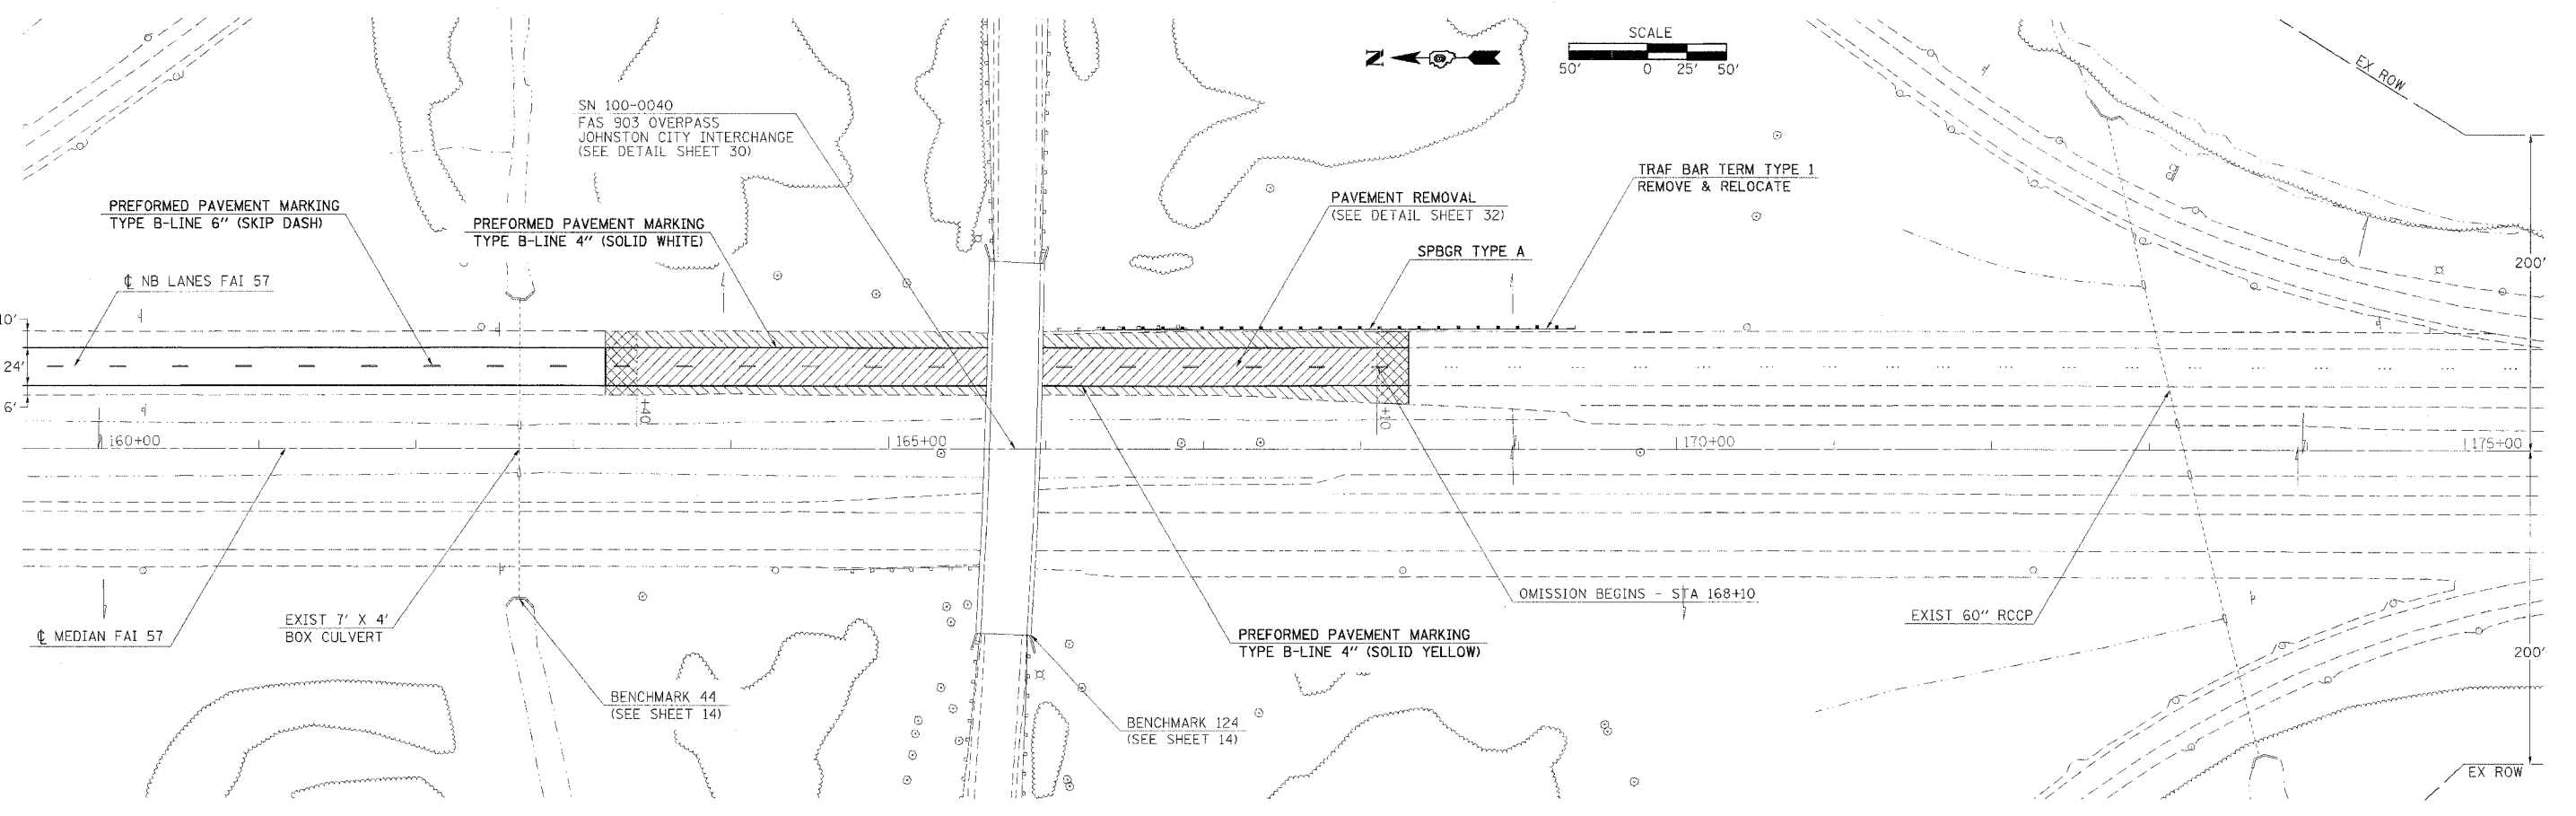 SCALE
50' 0 25' 50'
N
EX ROW
SN 100-0040
FAS 903 OVERPASS
JOHNSTON CITY INTERCHANGE
(SEE DETAIL SHEET 30)
TRAF BAR TERM TYPE 1
REMOVE & RELOCATE
PREFORMED PAVEMENT MARKING
TYPE B-LINE 6" (SKIP DASH)
PREFORMED PAVEMENT MARKING
TYPE B-LINE 4" (SOLID WHITE)
PAVEMENT REMOVAL
(SEE DETAIL SHEET 32)
SPBGR TYPE A
200'
℄ NB LANES FAI 57
10'
24'
6'
+40
+10
160+00
165+00
170+00
175+00
OMISSION BEGINS - STA 168+10
EXIST 60" RCCP
EXIST 7' X 4'
BOX CULVERT
℄ MEDIAN FAI 57
PREFORMED PAVEMENT MARKING
TYPE B-LINE 4" (SOLID YELLOW)
200'
BENCHMARK 44
(SEE SHEET 14)
BENCHMARK 124
(SEE SHEET 14)
EX ROW